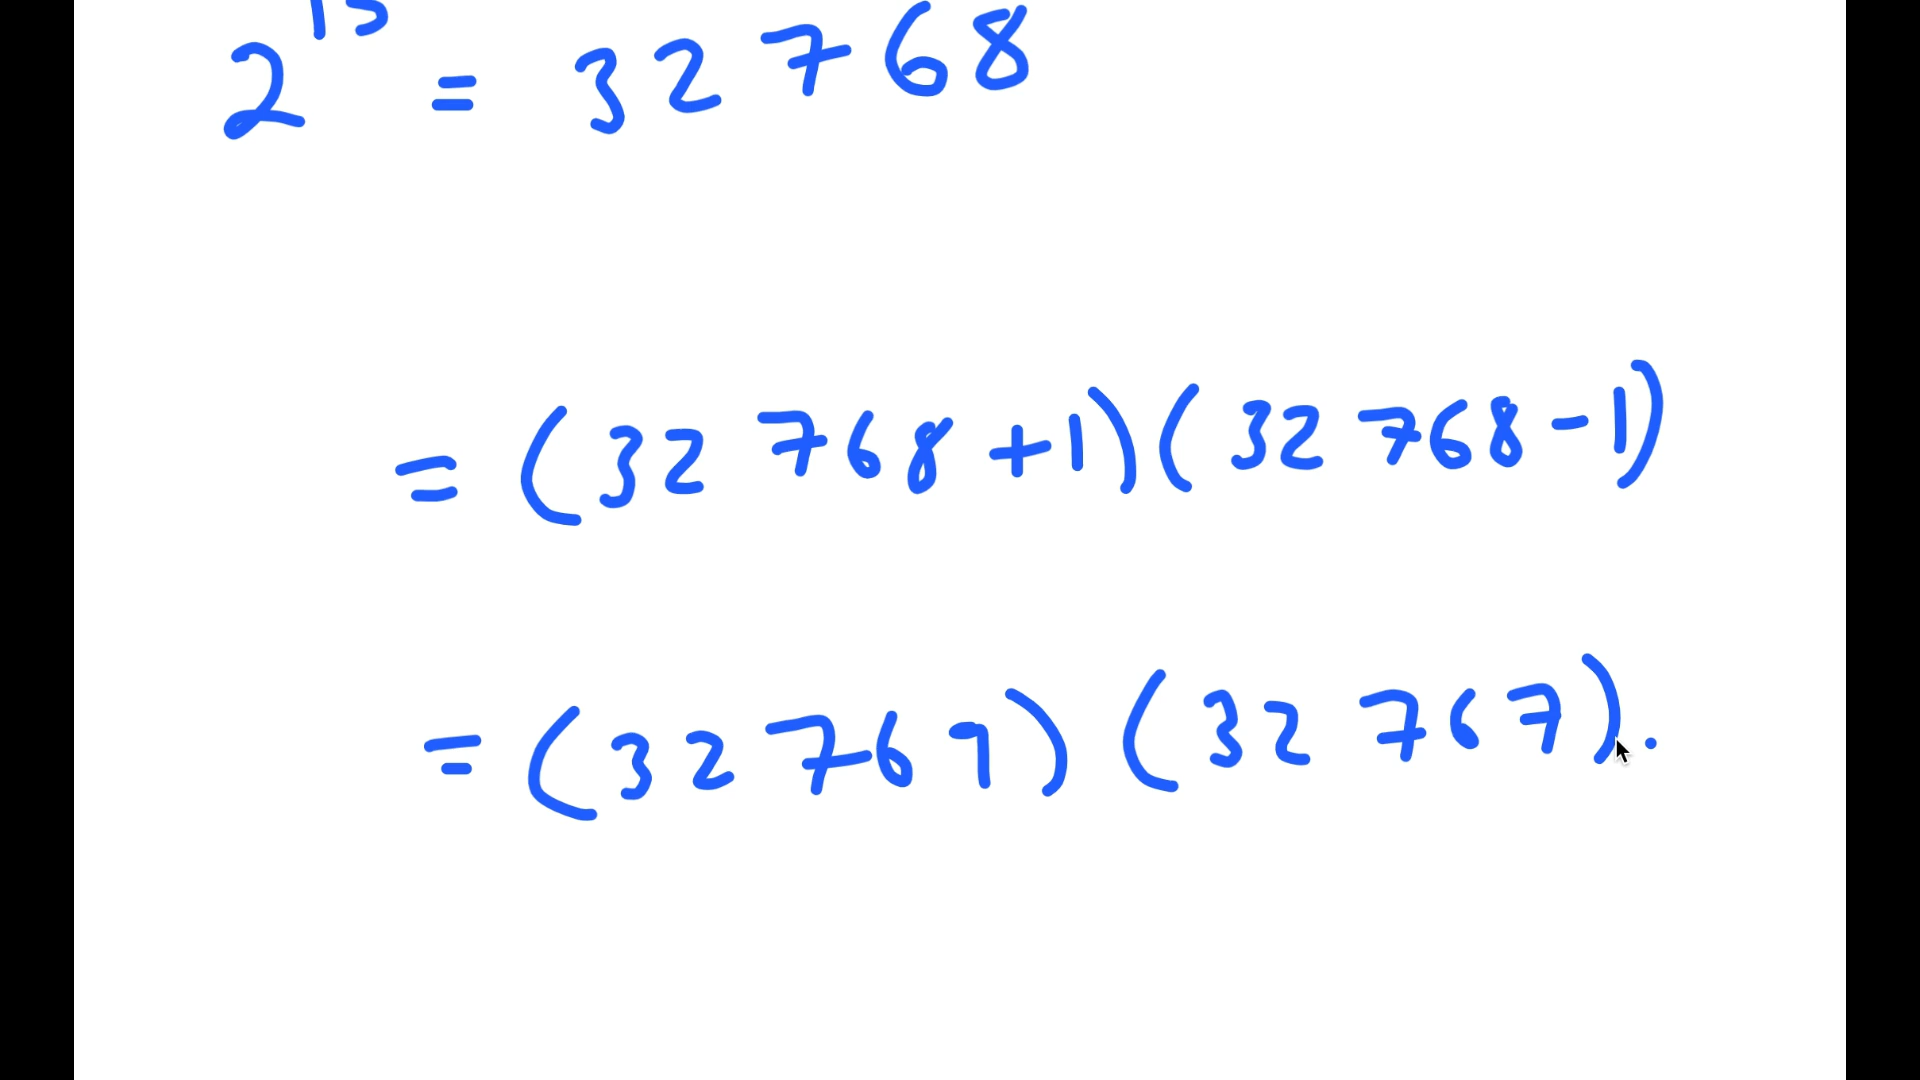 2^15 = 32768
= (32768+1)(32768-1)
= (32769)(32767).